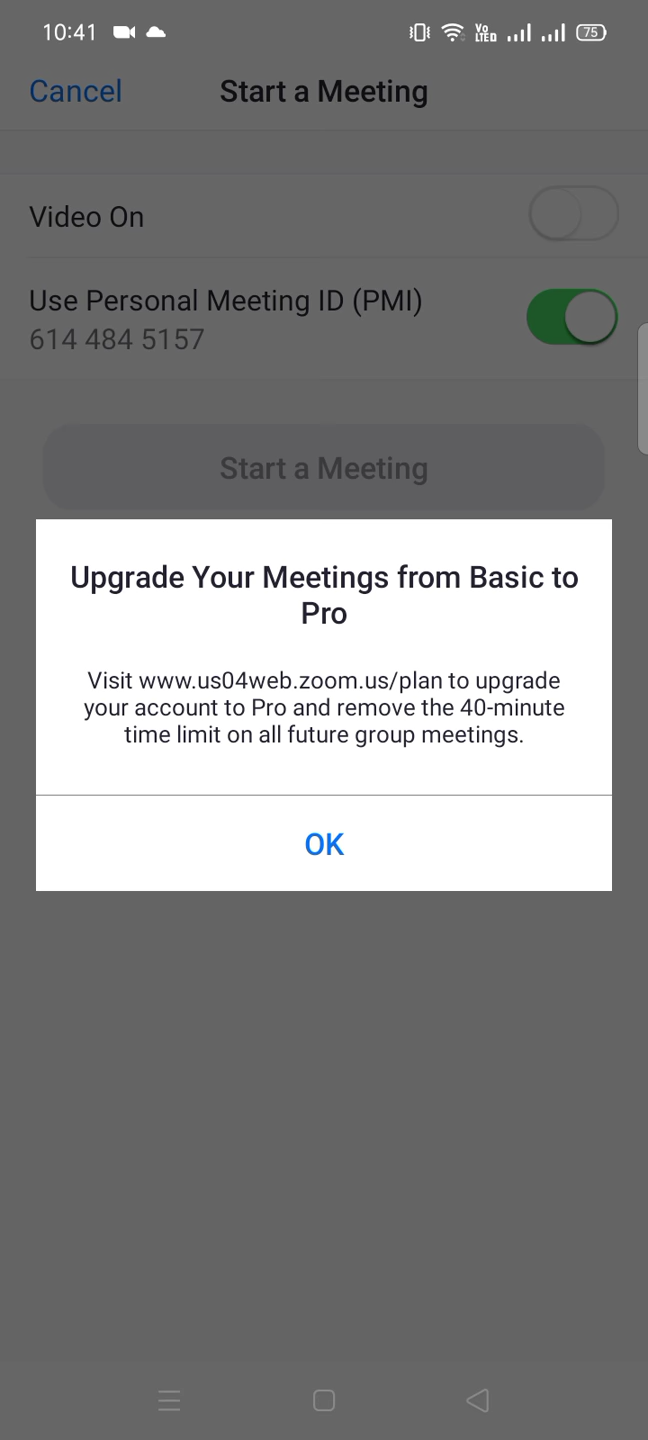 10:41
Vo
LTED
75
Cancel
Start a Meeting
Video On
Use Personal Meeting ID (PMI)
614 484 5157
Start a Meeting
Upgrade Your Meetings from Basic to
Pro
Visit www.us04web.zoom.us/plan to upgrade
your account to Pro and remove the 40-minute
time limit on all future group meetings.
OK